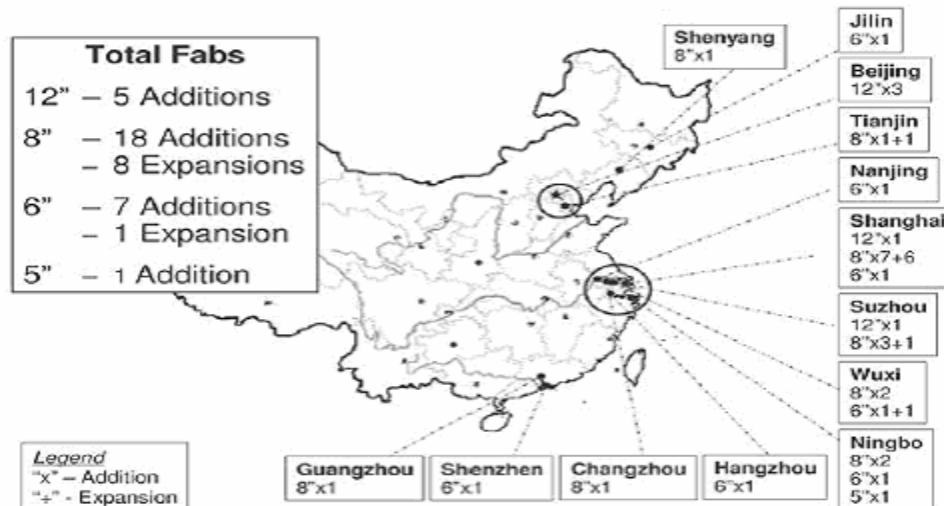 Total Fabs
12" – 5 Additions
8" – 18 Additions
– 8 Expansions
6" – 7 Additions
– 1 Expansion
5" – 1 Addition
Shenyang
8"x1
Jilin
6"x1
Beijing
12"x3
Tianjin
8"x1+1
Nanjing
6"x1
Shanghai
12"x1
8"x7+6
6"x1
Suzhou
12"x1
8"x3+1
Wuxi
8"x2
6"x1+1
Ningbo
8"x2
6"x1
5"x1
Guangzhou
8"x1
Shenzhen
6"x1
Changzhou
8"x1
Hangzhou
6"x1
Legend
"x" – Addition
"+" - Expansion